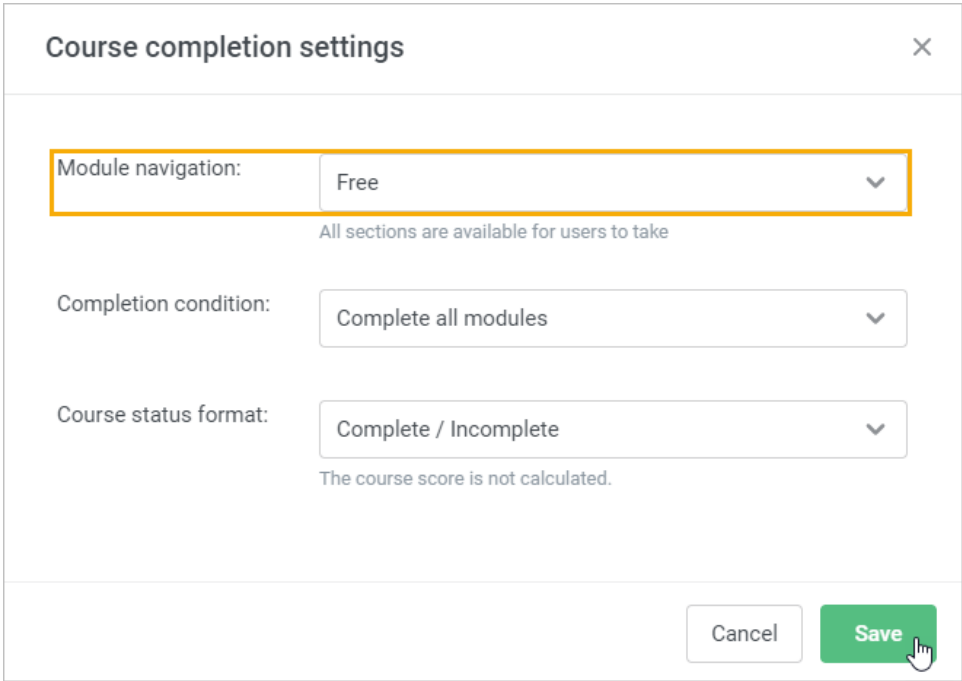 Course completion settings
Module navigation:
Free
All sections are available for users to take
Completion condition:
Complete all modules
Course status format:
Complete / Incomplete
The course score is not calculated.
Cancel
Save